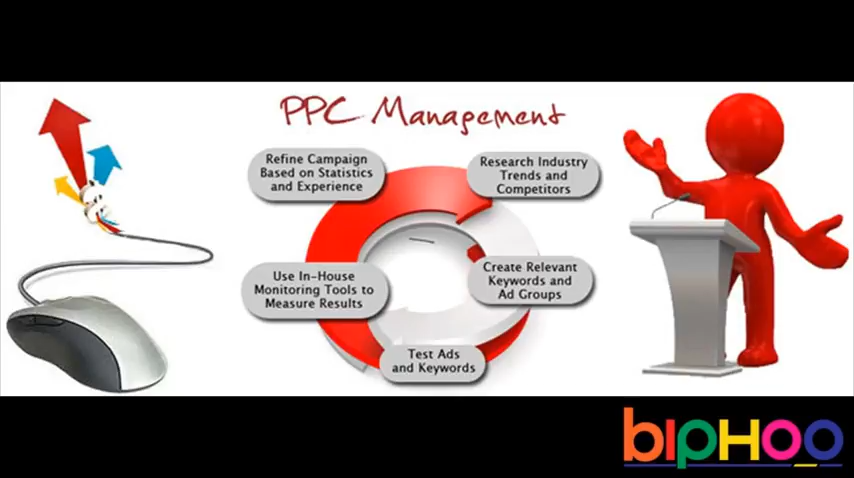 PPC Management
Refine Campaign
Based on Statistics
and Experience
Research Industry
Trends and
Competitors
Use In-House
Monitoring Tools to
Measure Results
Create Relevant
Keywords and
Ad Groups
Test Ads
and Keywords
bipHoo